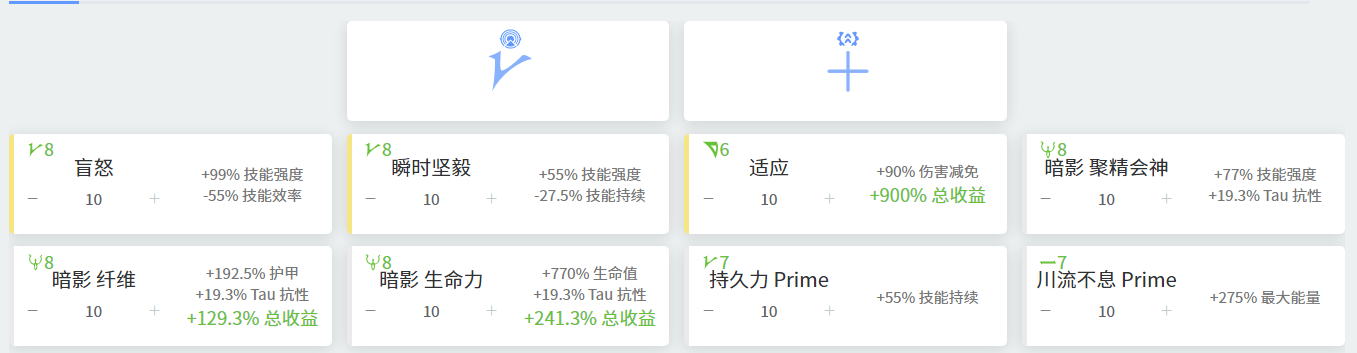 8
盲怒
+99% 技能强度
-55% 技能效率
− 10 +
8
瞬时坚毅
+55% 技能强度
-27.5% 技能持续
− 10 +
6
适应
+90% 伤害减免
+900% 总收益
− 10 +
8
暗影 聚精会神
+77% 技能强度
+19.3% Tau 抗性
− 10 +
8
暗影 纤维
+192.5% 护甲
+19.3% Tau 抗性
+129.3% 总收益
− 10 +
8
暗影 生命力
+770% 生命值
+19.3% Tau 抗性
+241.3% 总收益
− 10 +
7
持久力 Prime
+55% 技能持续
− 10 +
7
川流不息 Prime
+275% 最大能量
− 10 +